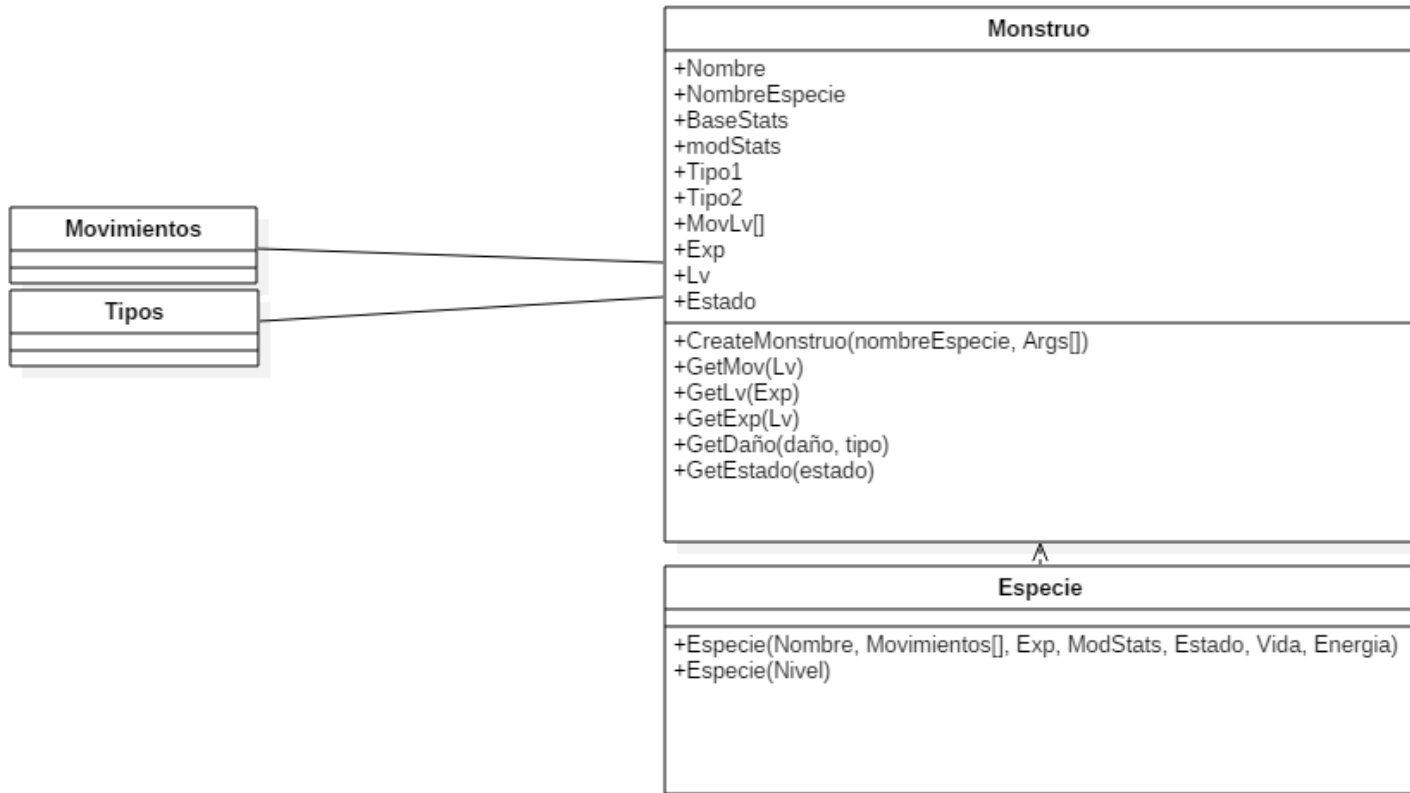 Movimientos
Tipos
Monstruo
+Nombre
+NombreEspecie
+BaseStats
+modStats
+Tipo1
+Tipo2
+MovLv[]
+Exp
+Lv
+Estado
+CreateMonstruo(nombreEspecie, Args[])
+GetMov(Lv)
+GetLv(Exp)
+GetExp(Lv)
+GetDaño(daño, tipo)
+GetEstado(estado)
Especie
+Especie(Nombre, Movimientos[], Exp, ModStats, Estado, Vida, Energia)
+Especie(Nivel)